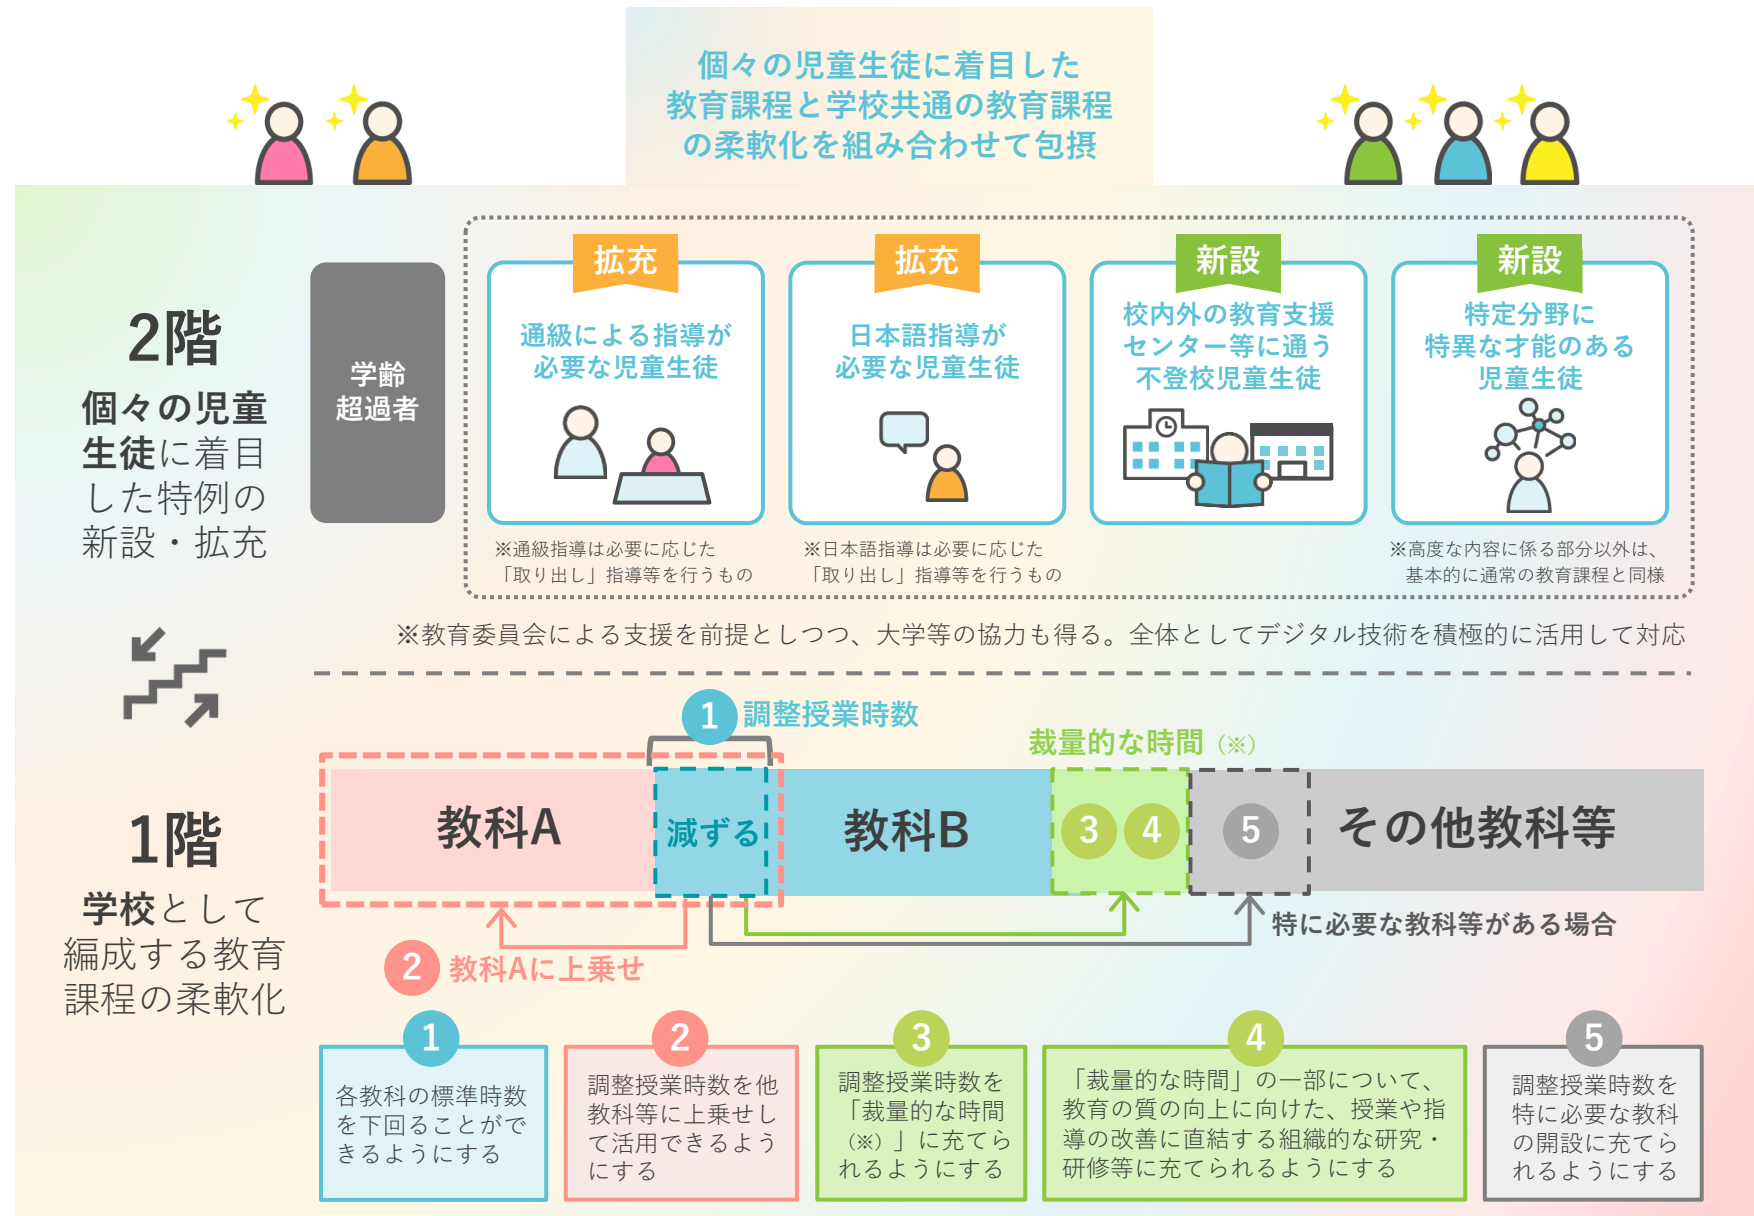 個々の児童生徒に着目した
教育課程と学校共通の教育課程
の柔軟化を組み合わせて包摂
2階
個々の児童
生徒に着目
した特例の
新設・拡充
学齢
超過者
拡充
通級による指導が
必要な児童生徒
※通級指導は必要に応じた
「取り出し」指導等を行うもの
拡充
日本語指導が
必要な児童生徒
※日本語指導は必要に応じた
「取り出し」指導等を行うもの
新設
校内外の教育支援
センター等に通う
不登校児童生徒
新設
特定分野に
特異な才能のある
児童生徒
※高度な内容に係る部分以外は、
基本的に通常の教育課程と同様
※教育委員会による支援を前提としつつ、大学等の協力も得る。全体としてデジタル技術を積極的に活用して対応
1階
学校として
編成する教育
課程の柔軟化
1 調整授業時数
裁量的な時間（※）
教科A
減ずる
教科B
3 4
5
その他教科等
特に必要な教科等がある場合
2 教科Aに上乗せ
1
各教科の標準時数
を下回ることがで
きるようにする
2
調整授業時数を他
教科等に上乗せし
て活用できるよう
にする
3
調整授業時数を
「裁量的な時間
（※）」に充てら
れるようにする
4
「裁量的な時間」の一部について、
教育の質の向上に向けた、授業や指
導の改善に直結する組織的な研究・
研修等に充てられるようにする
5
調整授業時数を
特に必要な教科
の開設に充てら
れるようにする